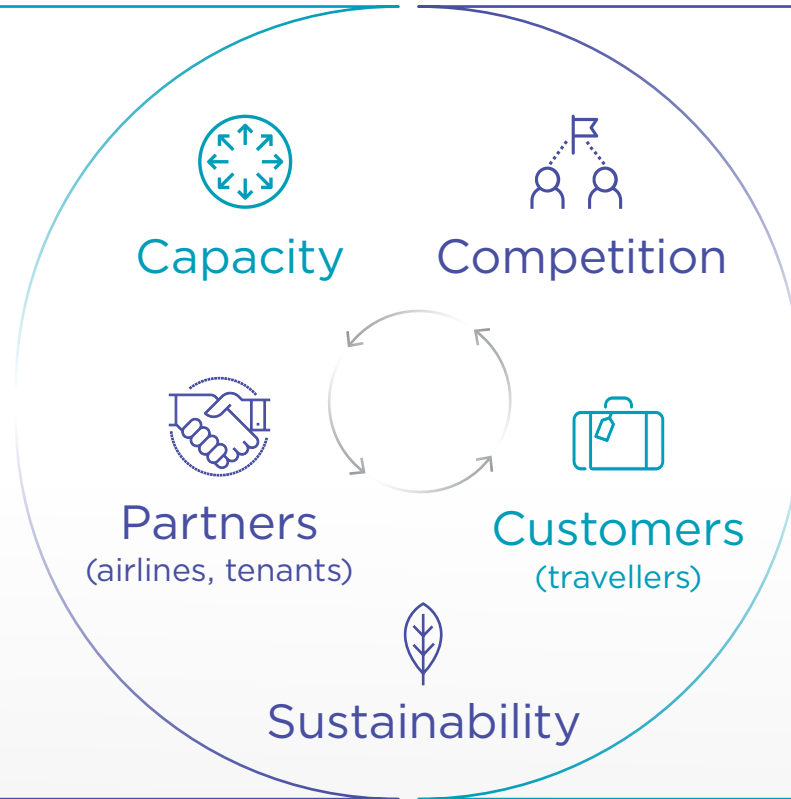 Capacity
Competition
Partners
(airlines, tenants)
Customers
(travellers)
Sustainability